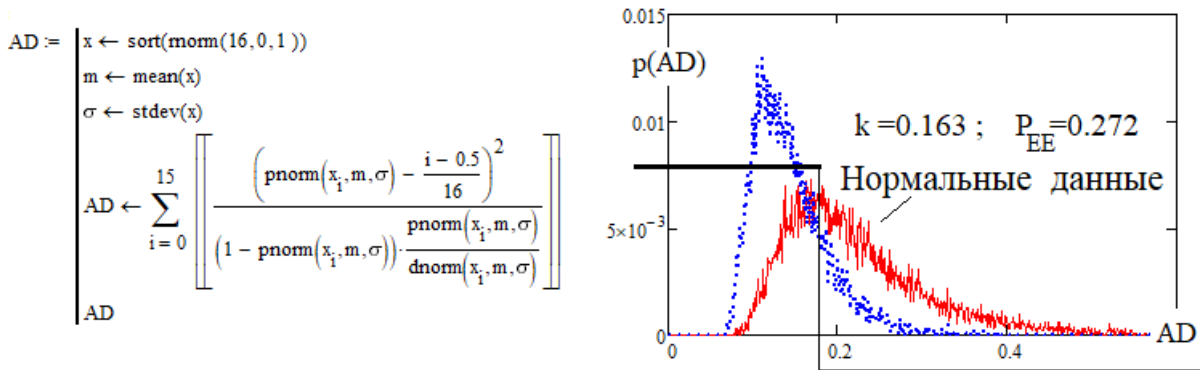 AD := x ← sort(rnorm(16,0,1))
m ← mean(x)
σ ← stdev(x)
AD ← ∑ i = 0 15 [[ (pnorm(x_i,m,σ) − (i − 0.5)/16)^2 / ((1 − pnorm(x_i,m,σ))· pnorm(x_i,m,σ)/dnorm(x_i,m,σ)) ]]
AD
0.015
p(AD)
0.01
k =0.163 ; P_EE=0.272
Нормальные данные
5×10^−3
0
0 0.2 0.4 AD